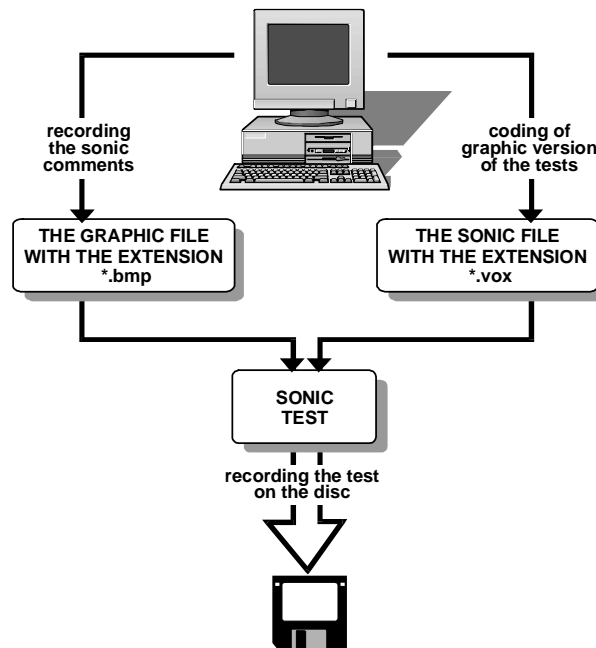 recording
the sonic
comments
coding of
graphic version
of the tests
THE GRAPHIC FILE
WITH THE EXTENSION
*.bmp
THE SONIC FILE
WITH THE EXTENSION
*.vox
SONIC
TEST
recording the test
on the disc